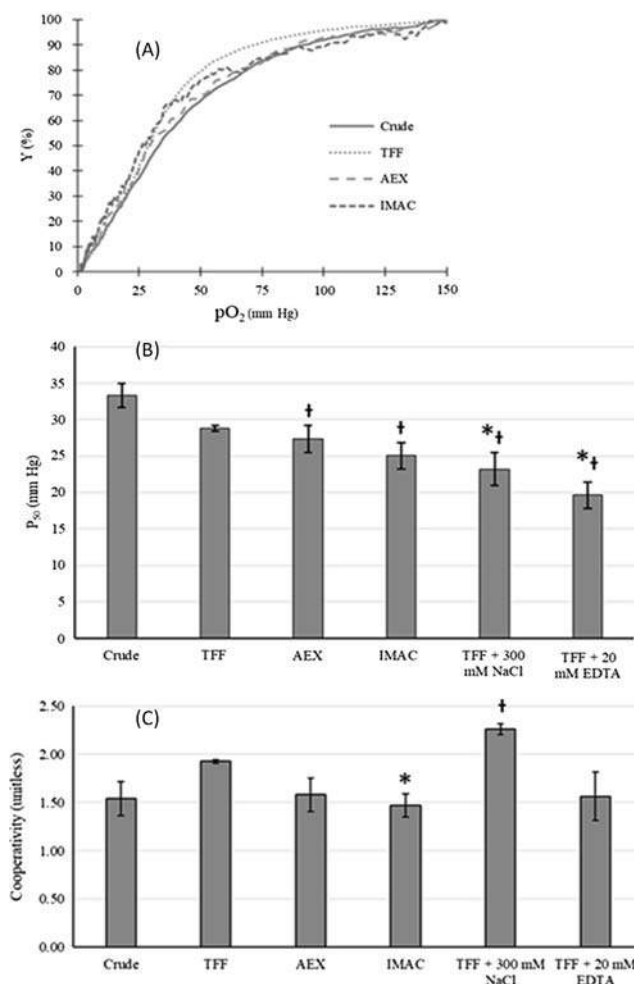 (A)
100
90
80
70
60
50
40
30
20
10
0
Y (%)
Crude
TFF
AEX
IMAC
0 25 50 75 100 125 150
pO2 (mm Hg)
(B)
40
35
30
25
20
15
10
5
0
P50 (mm Hg)
ƚ ƚ *ƚ *ƚ
Crude TFF AEX IMAC TFF + 300 mM NaCl TFF + 20 mM EDTA
(C)
2.50
2.00
1.50
1.00
0.50
0.00
Cooperativity (unitless)
* ƚ
Crude TFF AEX IMAC TFF + 300 mM NaCl TFF + 20 mM EDTA